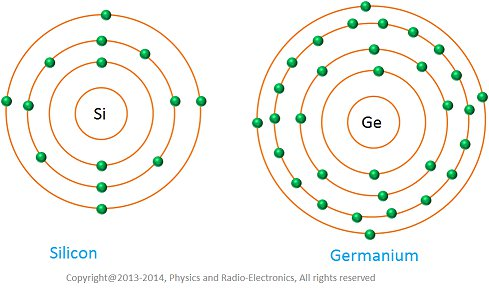 Si
Ge
Silicon
Germanium
Copyright@2013-2014, Physics and Radio-Electronics, All rights reserved